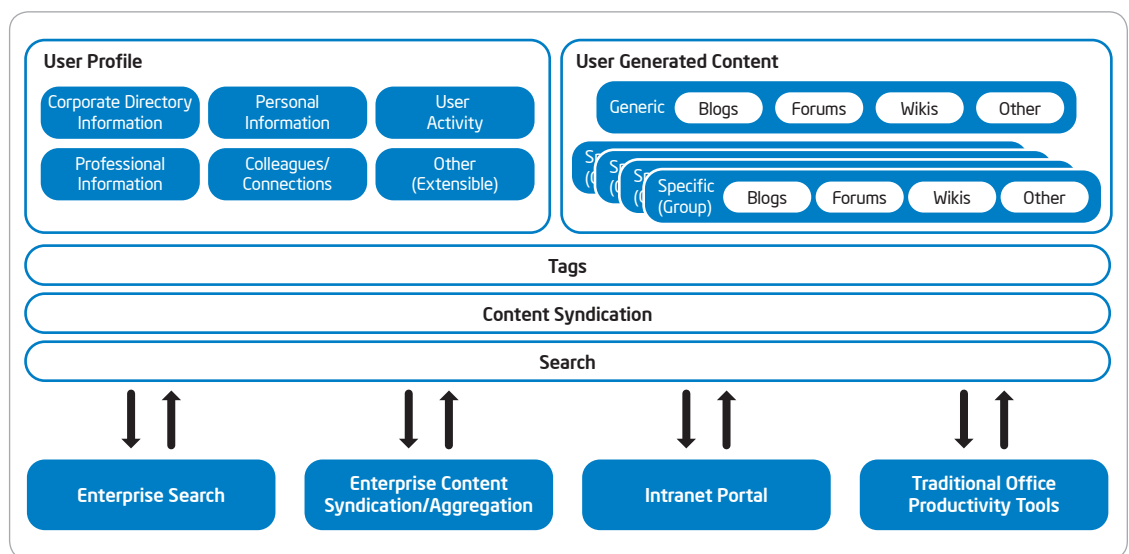 User Profile
Corporate Directory
Information
Personal
Information
User
Activity
Professional
Information
Colleagues/
Connections
Other
(Extensible)
User Generated Content
Generic
Blogs
Forums
Wikis
Other
Specific
(Group)
Blogs
Forums
Wikis
Other
Tags
Content Syndication
Search
Enterprise Search
Enterprise Content
Syndication/Aggregation
Intranet Portal
Traditional Office
Productivity Tools